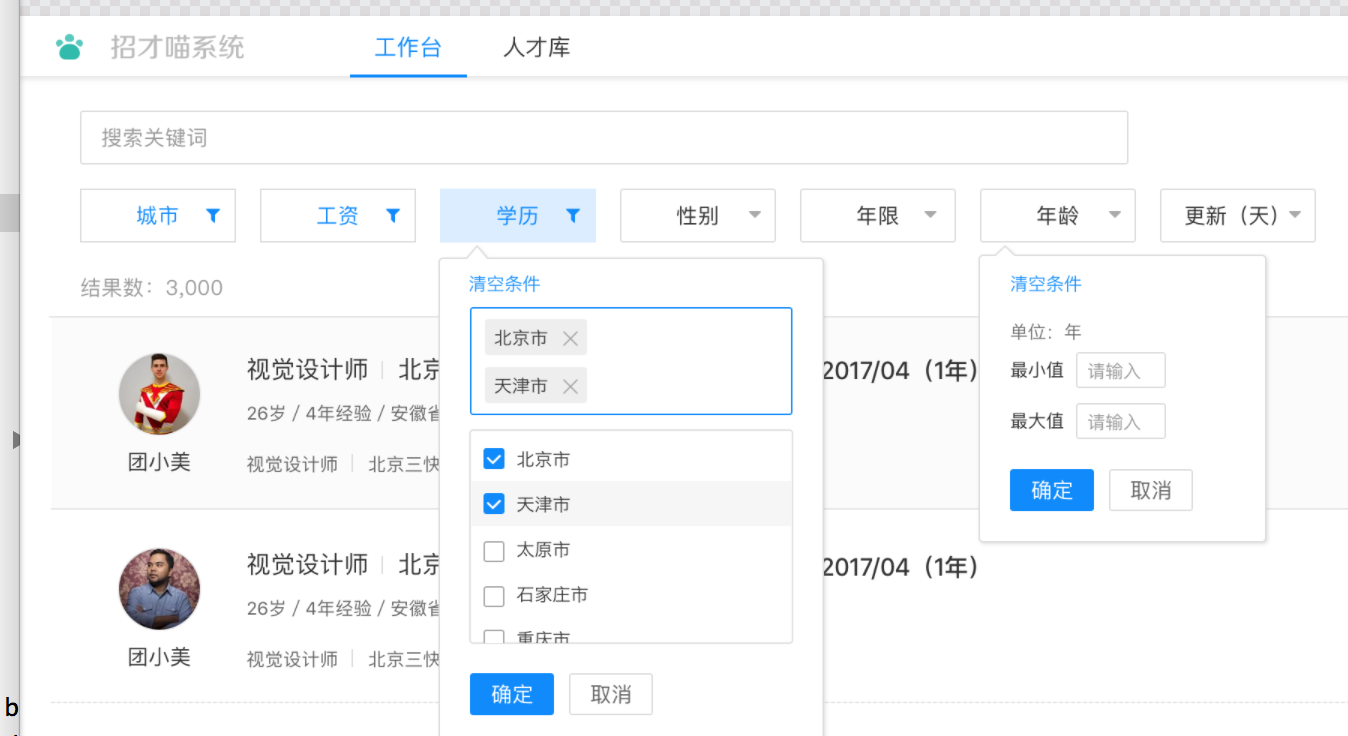 招才喵系统 工作台 人才库
搜索关键词
城市 工资 学历 性别 年限 年龄 更新（天）
结果数：3,000
清空条件
北京市
天津市
北京市
天津市
太原市
石家庄市
重庆市
确定 取消
清空条件
单位：年
最小值 请输入
最大值 请输入
确定 取消
视觉设计师 北京
2017/04（1年）
26岁 / 4年经验 / 安徽省
团小美
视觉设计师 北京三快
视觉设计师 北京
2017/04（1年）
26岁 / 4年经验 / 安徽省
团小美
视觉设计师 北京三快
b